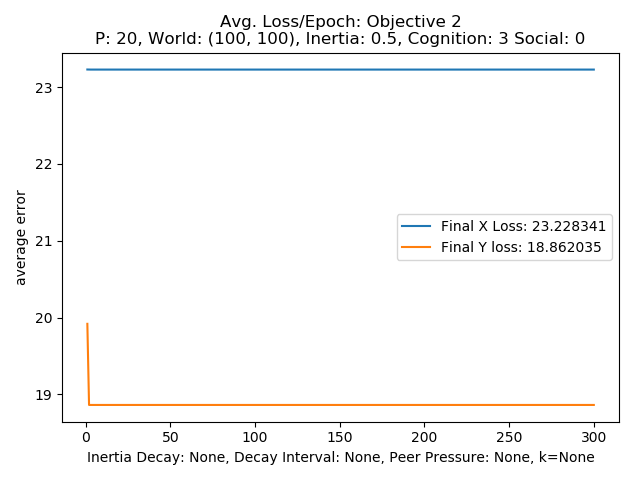 Avg. Loss/Epoch: Objective 2
P: 20, World: (100, 100), Inertia: 0.5, Cognition: 3 Social: 0
average error
23
22
21
20
19
Final X Loss: 23.228341
Final Y loss: 18.862035
0 50 100 150 200 250 300
Inertia Decay: None, Decay Interval: None, Peer Pressure: None, k=None